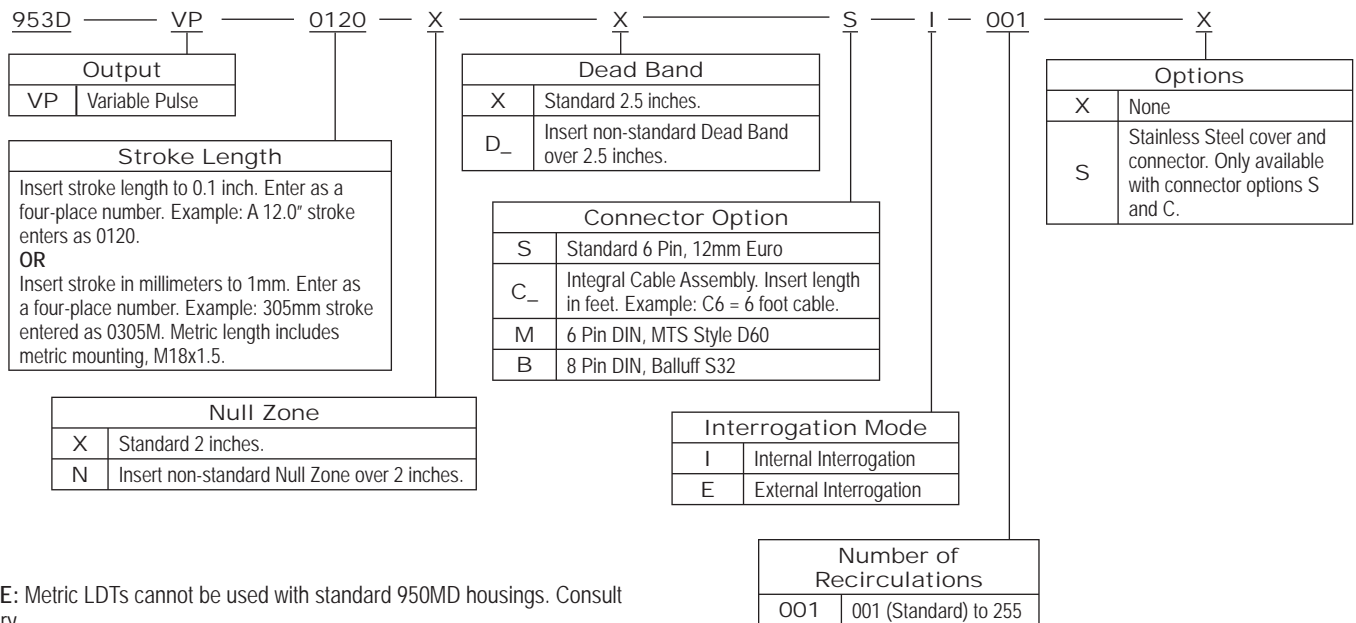 953D VP 0120 X X S I 001 X
Output
VP Variable Pulse
Stroke Length
Insert stroke length to 0.1 inch. Enter as a
four-place number. Example: A 12.0" stroke
enters as 0120.
OR
Insert stroke in millimeters to 1mm. Enter as
a four-place number. Example: 305mm stroke
entered as 0305M. Metric length includes
metric mounting, M18x1.5.
Null Zone
X Standard 2 inches.
N Insert non-standard Null Zone over 2 inches.
Dead Band
X Standard 2.5 inches.
D_ Insert non-standard Dead Band
over 2.5 inches.
Connector Option
S Standard 6 Pin, 12mm Euro
C_ Integral Cable Assembly. Insert length
in feet. Example: C6 = 6 foot cable.
M 6 Pin DIN, MTS Style D60
B 8 Pin DIN, Balluff S32
Interrogation Mode
I Internal Interrogation
E External Interrogation
Number of
Recirculations
001 001 (Standard) to 255
Options
X None
S Stainless Steel cover and
connector. Only available
with connector options S
and C.
E: Metric LDTs cannot be used with standard 950MD housings. Consult